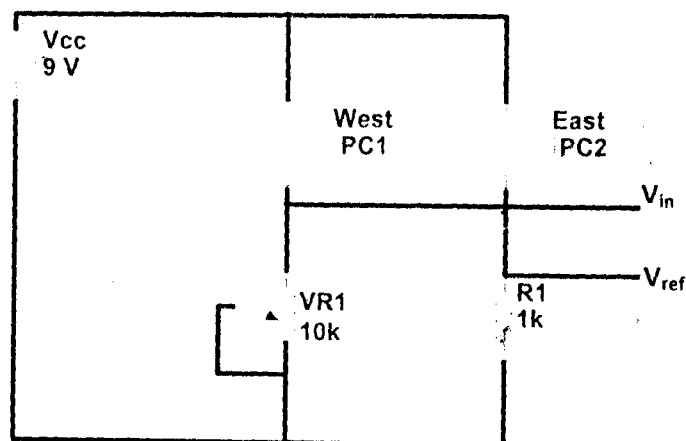 Vcc
9 V
West
PC1
East
PC2
Vin
Vref
VR1
10k
R1
1k